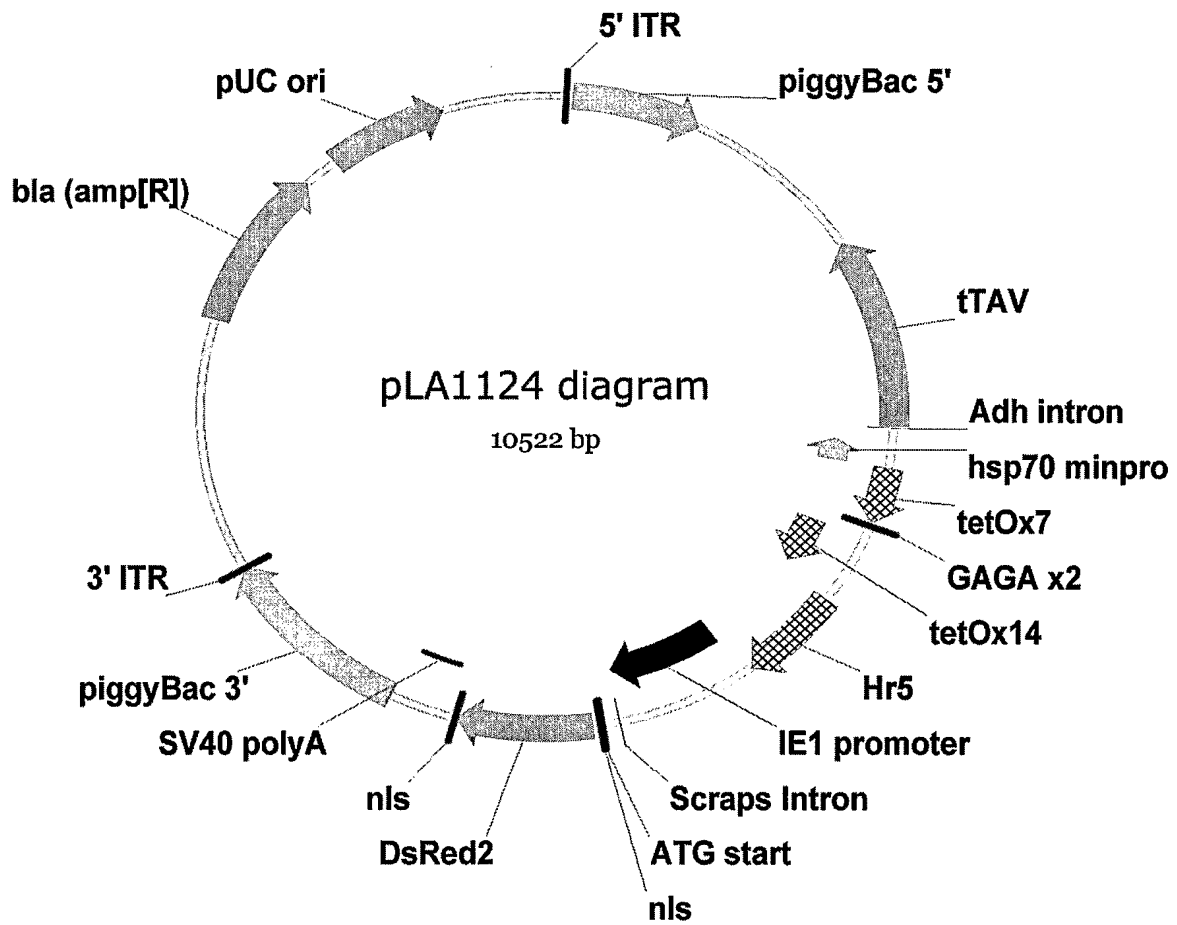 5' ITR
pUC ori
piggyBac 5'
bla (amp[R])
tTAV
pLA1124 diagram
10522 bp
Adh intron
hsp70 minpro
tetOx7
GAGA x2
tetOx14
3' ITR
piggyBac 3'
Hr5
SV40 polyA
IE1 promoter
nls
Scraps Intron
DsRed2
ATG start
nls